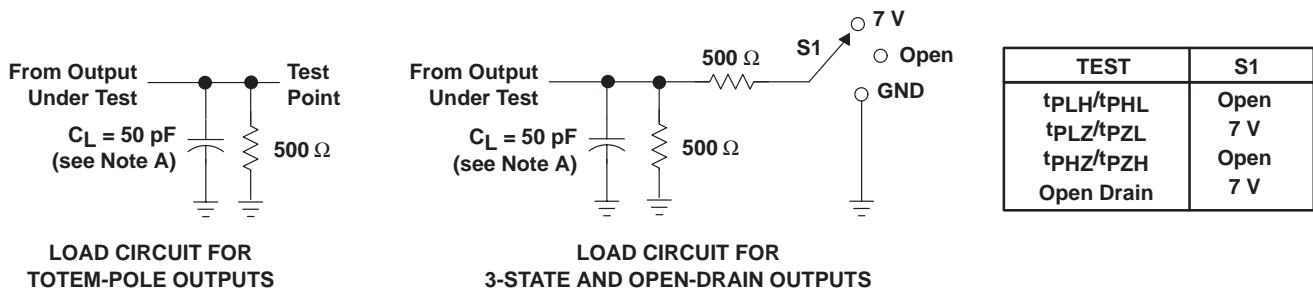 From Output
Under Test
Test
Point
CL = 50 pF
(see Note A)
500 Ω
LOAD CIRCUIT FOR
TOTEM-POLE OUTPUTS
From Output
Under Test
CL = 50 pF
(see Note A)
500 Ω
500 Ω
S1
7 V
Open
GND
LOAD CIRCUIT FOR
3-STATE AND OPEN-DRAIN OUTPUTS
TEST S1
tPLH/tPHL Open
tPLZ/tPZL 7 V
tPHZ/tPZH Open
Open Drain 7 V